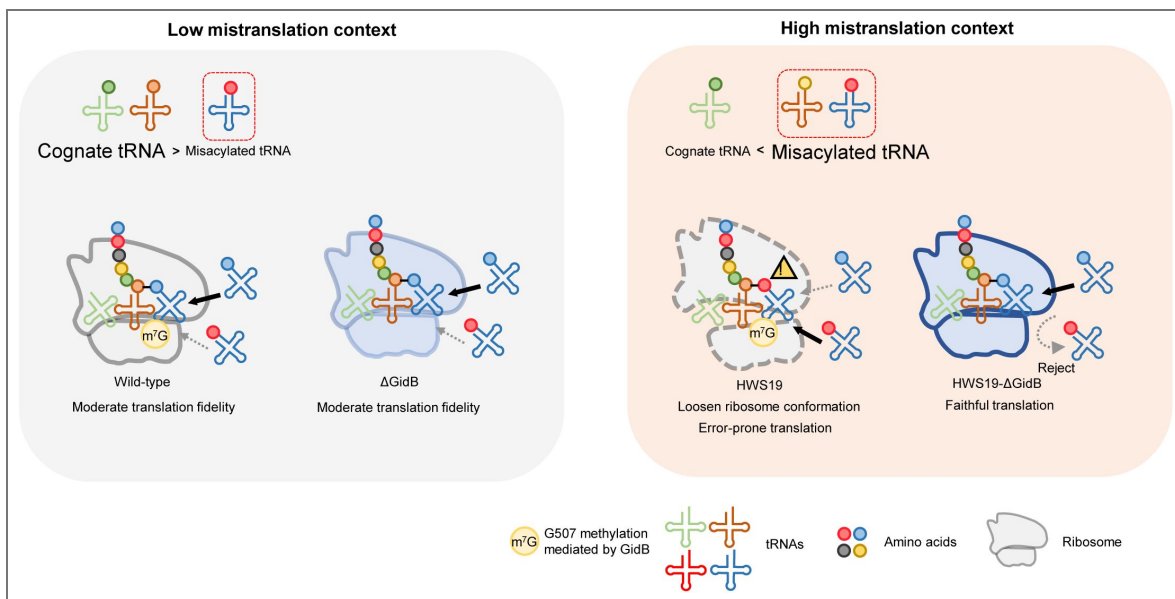 Low mistranslation context
High mistranslation context
Cognate tRNA > Misacylated tRNA
Cognate tRNA < Misacylated tRNA
m⁷G
Wild-type
Moderate translation fidelity
ΔGidB
Moderate translation fidelity
!
m⁷G
HWS19
Loosen ribosome conformation
Error-prone translation
Reject
HWS19-ΔGidB
Faithful translation
m⁷G
G507 methylation
mediated by GidB
tRNAs
Amino acids
Ribosome